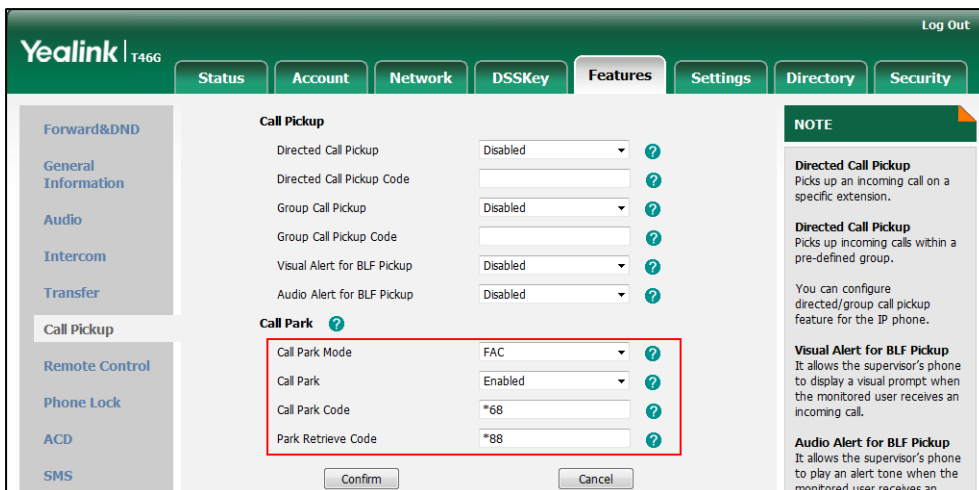 Log Out
Yealink | T46G
Status Account Network DSSKey Features Settings Directory Security
Forward&DND
General
Information
Audio
Intercom
Transfer
Call Pickup
Remote Control
Phone Lock
ACD
SMS
Call Pickup
Directed Call Pickup Disabled ?
Directed Call Pickup Code ?
Group Call Pickup Disabled ?
Group Call Pickup Code ?
Visual Alert for BLF Pickup Disabled ?
Audio Alert for BLF Pickup Disabled ?
Call Park ?
Call Park Mode FAC ?
Call Park Enabled ?
Call Park Code *68 ?
Park Retrieve Code *88 ?
Confirm Cancel
NOTE
Directed Call Pickup
Picks up an incoming call on a
specific extension.
Directed Call Pickup
Picks up incoming calls within a
pre-defined group.
You can configure
directed/group call pickup
feature for the IP phone.
Visual Alert for BLF Pickup
It allows the supervisor's phone
to display a visual prompt when
the monitored user receives an
incoming call.
Audio Alert for BLF Pickup
It allows the supervisor's phone
to play an alert tone when the
monitored user receives an